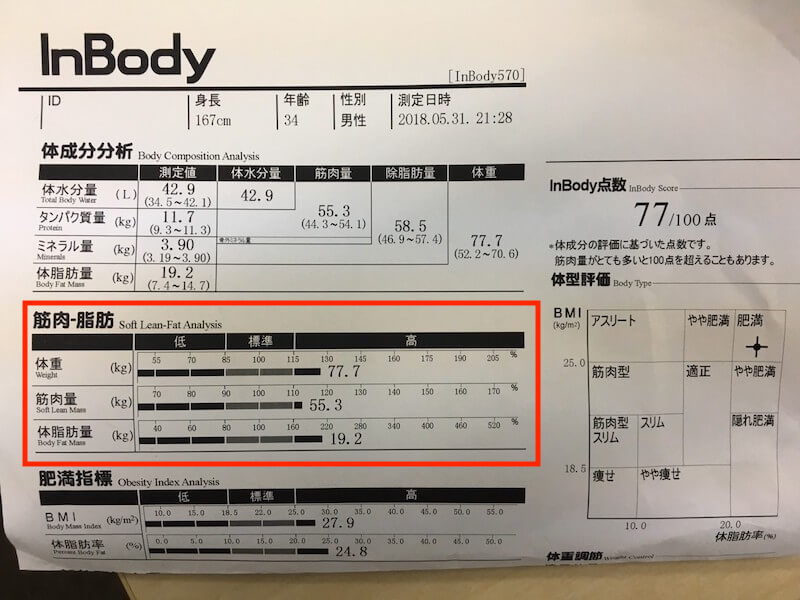 InBody
[InBody570]
ID 身長 年齢 性別 測定日時
167cm 34 男性 2018.05.31. 21:28
体成分分析 Body Composition Analysis
測定値 体水分量 筋肉量 除脂肪量 体重
体水分量 Total Body Water (L) 42.9 (34.5~42.1) 42.9
タンパク質量 Protein (kg) 11.7 (9.3~11.3) 55.3 (44.3~54.1)
ミネラル量 Minerals (kg) 3.90 (3.19~3.90) 58.5 (46.9~57.4)
体脂肪量 Body Fat Mass (kg) 19.2 (7.4~14.7) 77.7 (52.2~70.6)
筋肉-脂肪 Soft Lean-Fat Analysis
低 標準 高
体重 Weight (kg) 55 70 85 100 115 130 145 160 175 190 205 %
77.7
筋肉量 Soft Lean Mass (kg) 70 80 90 100 110 120 130 140 150 160 170 %
55.3
体脂肪量 Body Fat Mass (kg) 40 60 80 100 160 220 280 340 400 460 520 %
19.2
肥満指標 Obesity Index Analysis
低 標準 高
BMI Body Mass Index (kg/m²) 10.0 15.0 18.5 22.0 25.0 30.0 35.0 40.0 45.0 50.0 55.0
27.9
体脂肪率 Percent Body Fat (%) 0.0 5.0 10.0 15.0 20.0 25.0 30.0 35.0 40.0 45.0 50.0
24.8
InBody点数 InBody Score
77/100 点
*体成分の評価に基づいた点数です。
筋肉量がとても多いと100点を超えることもあります。
体型評価 Body Type
BMI (kg/m²)
アスリート やや肥満 肥満
25.0
筋肉型 適正 やや肥満
筋肉型スリム スリム 隠れ肥満
18.5
痩せ やや痩せ
10.0 20.0
体脂肪率(%)
体重調節 Weight Control